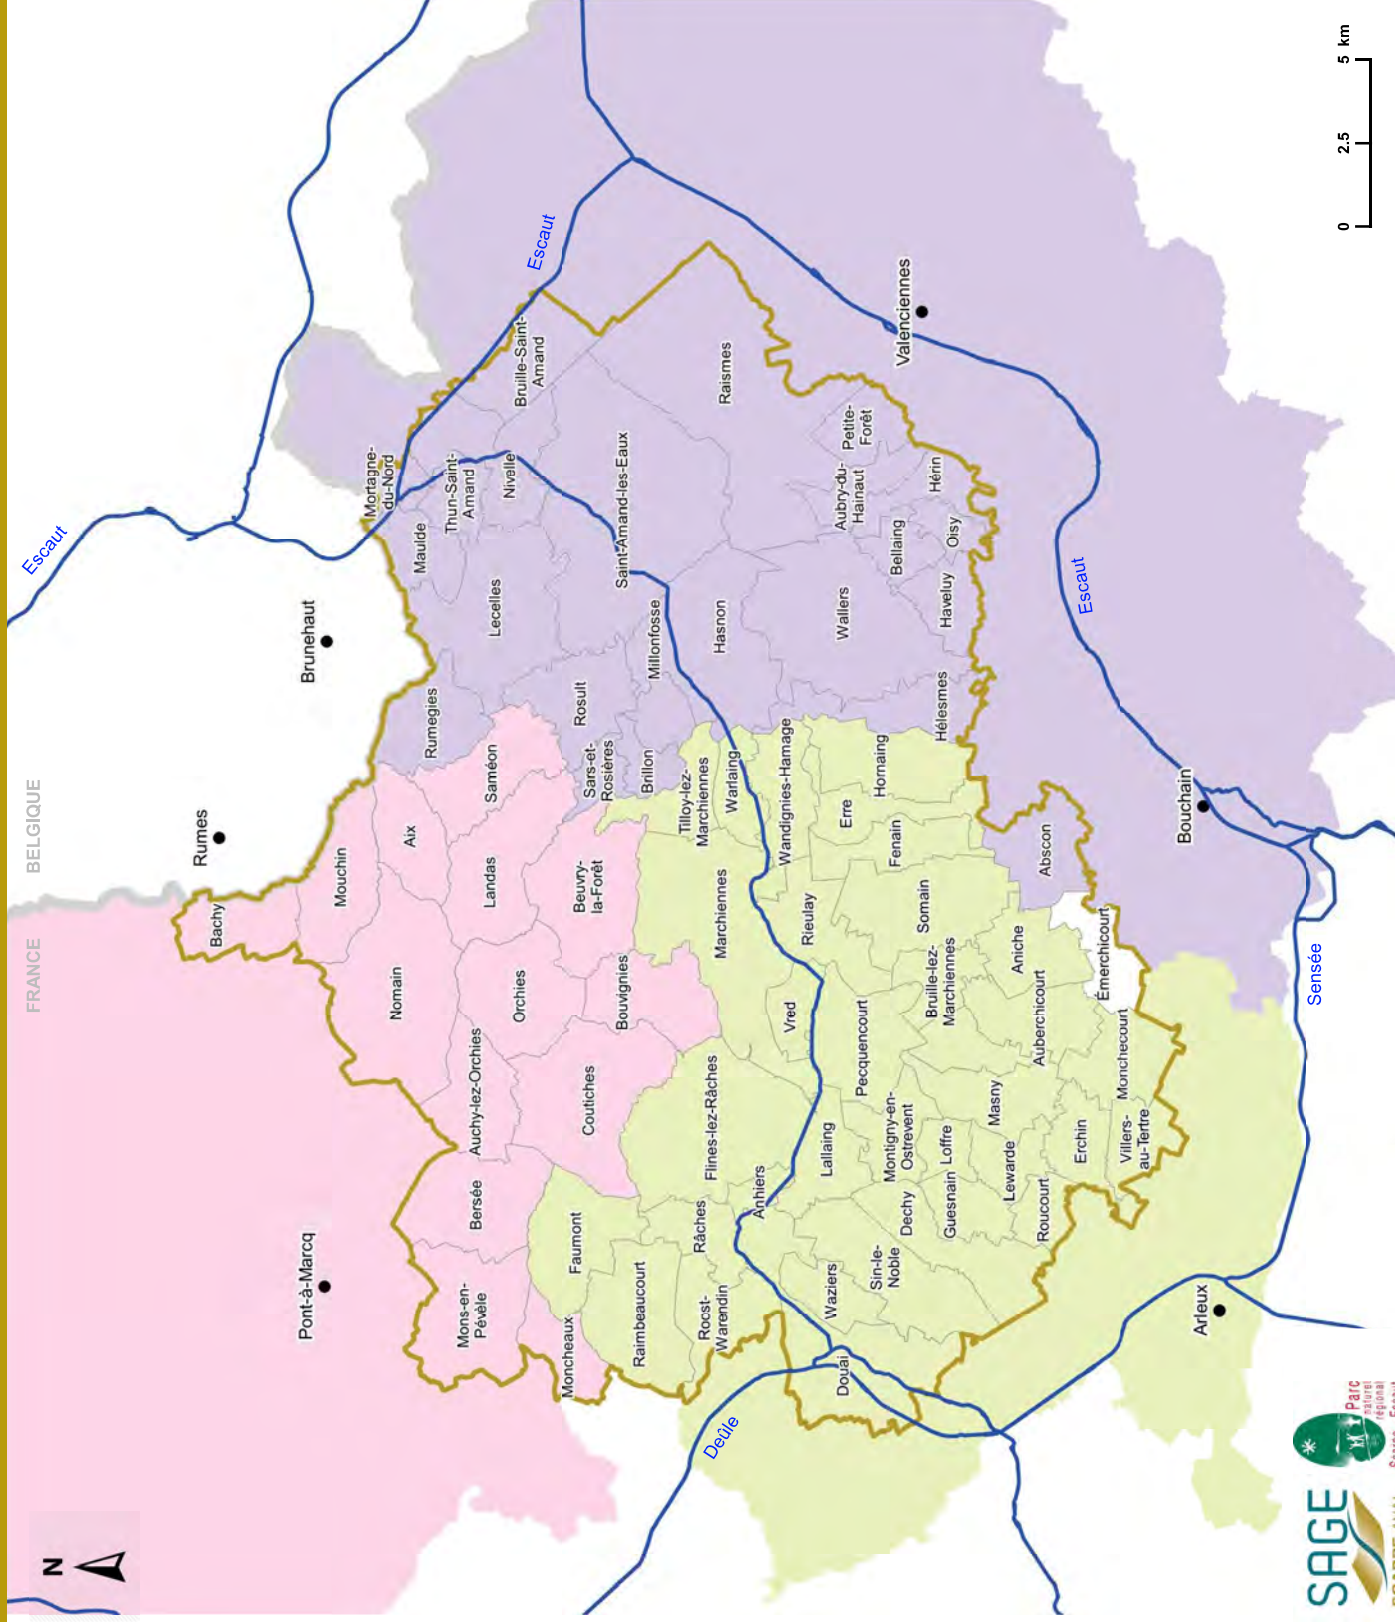 N
FRANCE
BELGIQUE
Escaut
Rumes
Brunehaut
Bachy
Pont-à-Marcq
Mouchin
Mortagne-
du-Nord
Nomain
Aix
Maulde
Rumegies
Thun-Saint-
Amand
Mons-en-
Pévèle
Bersée
Auchy-lez-Orchies
Landas
Saméon
Lecelles
Nivelle
Orchies
Bruille-Saint-
Amand
Escaut
Moncheaux
Faumont
Coutiches
Beuvry-
la-Forêt
Sars-et-
Rosières
Rosult
Bouvignies
Saint-Amand-les-Eaux
Raimbeaucourt
Brillon
Millonfosse
Râches
Flines-lez-Râches
Tilloy-lez-
Marchiennes
Roost-
Warendin
Marchiennes
Warlaing
Hasnon
Raismes
Deûle
Anhiers
Vred
Rieulay
Wandignies-Hamage
Waziers
Lallaing
Douai
Erre
Wallers
Aubry-du-
Hainaut
Petite-
Forêt
Pecquencourt
Sin-le-
Noble
Dechy
Montigny-en-
Ostrevent
Hornaing
Fenain
Bellaing
Valenciennes
Somain
Bruille-lez-
Marchiennes
Guesnain
Loffre
Hélesmes
Haveluy
Oisy
Hérin
Masny
Lewarde
Aniche
Auberchicourt
Roucourt
Abscon
Erchin
Escaut
Émerchicourt
Monchecourt
Villers-
au-Tertre
Bouchain
Arleux
Sensée
0 2.5 5 km
SAGE
Parc
naturel
régional